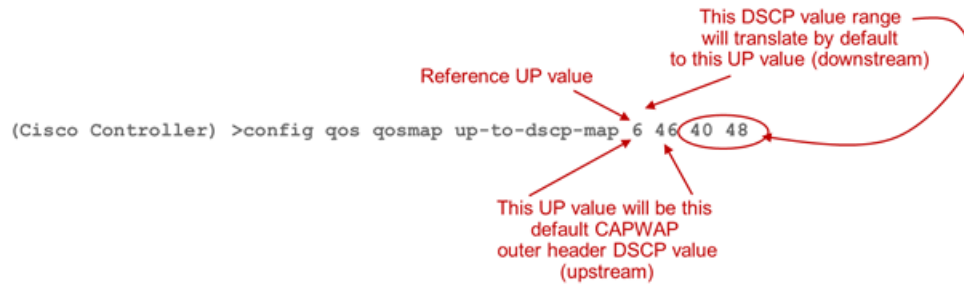 This DSCP value range
will translate by default
to this UP value (downstream)
Reference UP value
(Cisco Controller) >config qos qosmap up-to-dscp-map 6 46 40 48
This UP value will be this
default CAPWAP
outer header DSCP value
(upstream)